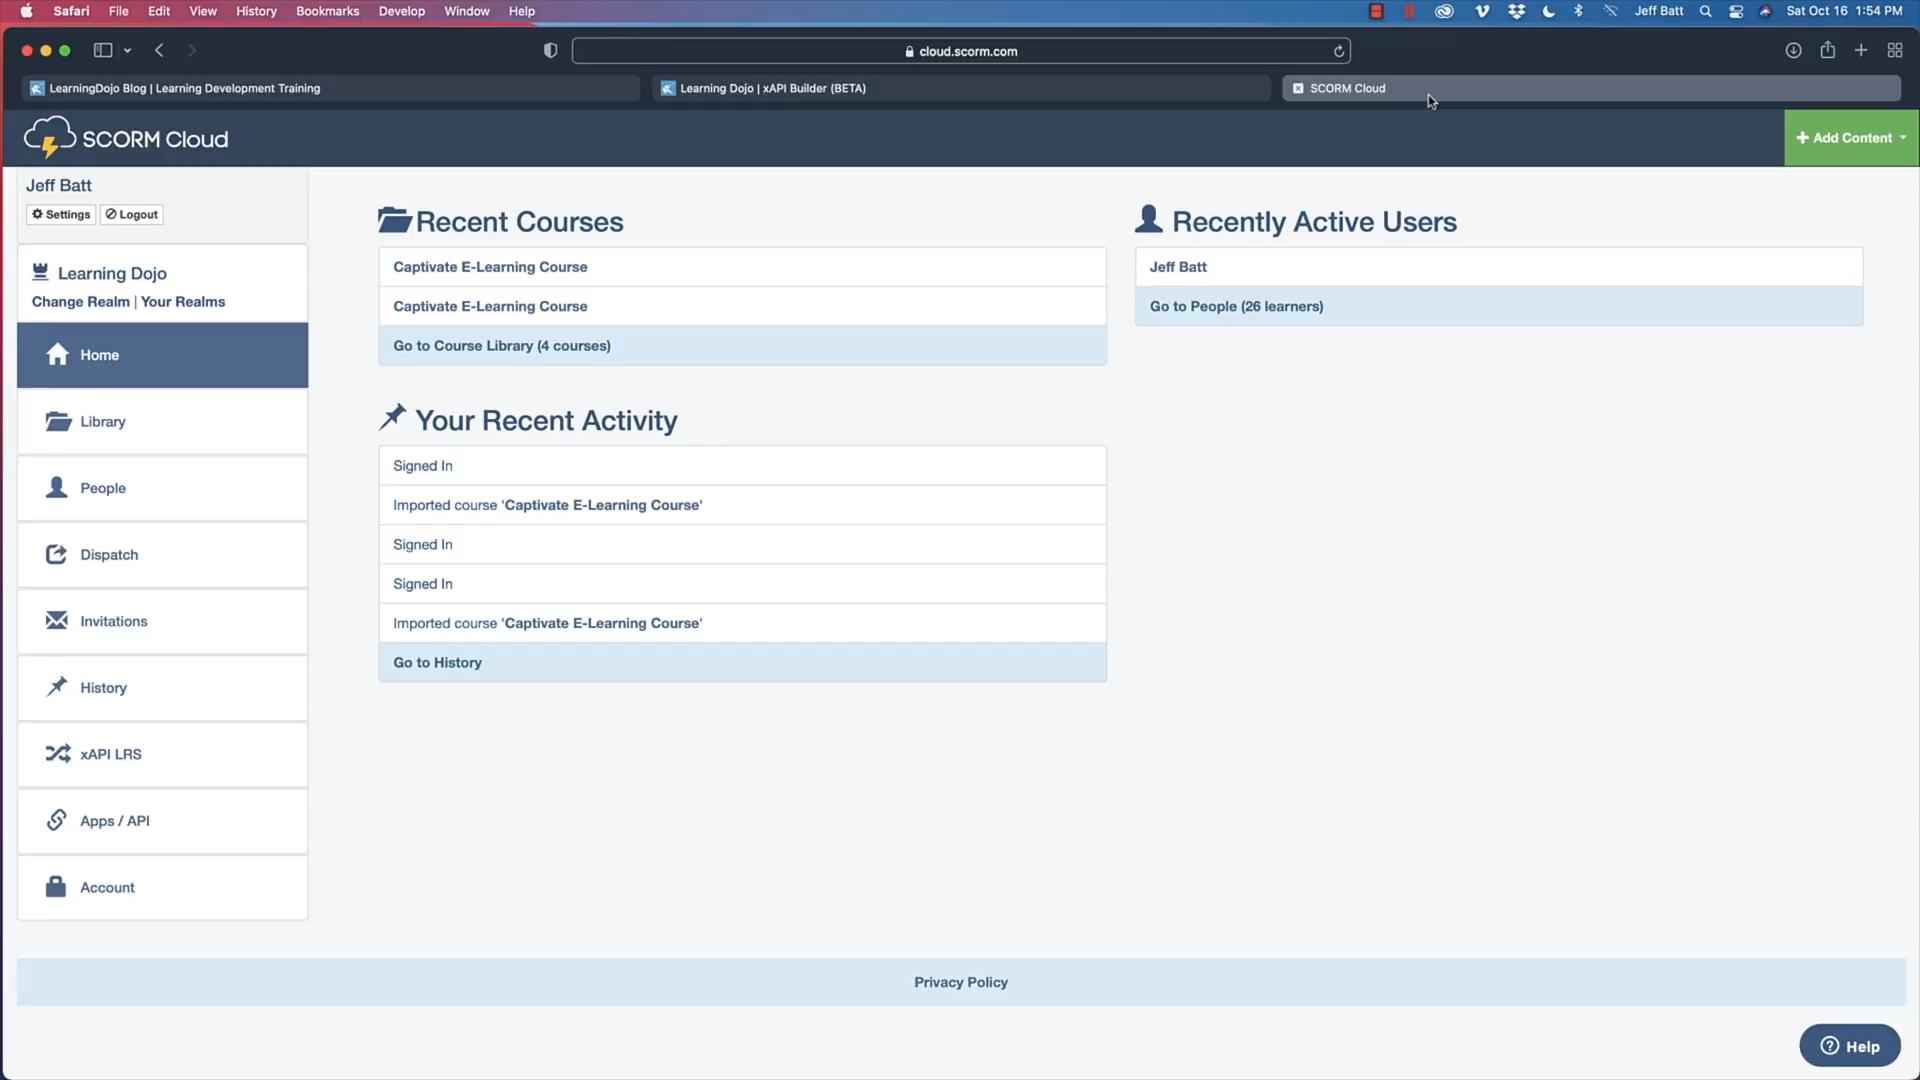 Safari File Edit View History Bookmarks Develop Window Help Jeff Batt Sat Oct 16 1:54 PM
cloud.scorm.com
LearningDojo Blog | Learning Development Training
Learning Dojo | xAPI Builder (BETA)
SCORM Cloud
SCORM Cloud
Add Content
Jeff Batt
Settings Logout
Learning Dojo
Change Realm | Your Realms
Home
Library
People
Dispatch
Invitations
History
xAPI LRS
Apps / API
Account
Recent Courses
Captivate E-Learning Course
Captivate E-Learning Course
Go to Course Library (4 courses)
Your Recent Activity
Signed In
Imported course 'Captivate E-Learning Course'
Signed In
Signed In
Imported course 'Captivate E-Learning Course'
Go to History
Recently Active Users
Jeff Batt
Go to People (26 learners)
Privacy Policy
Help